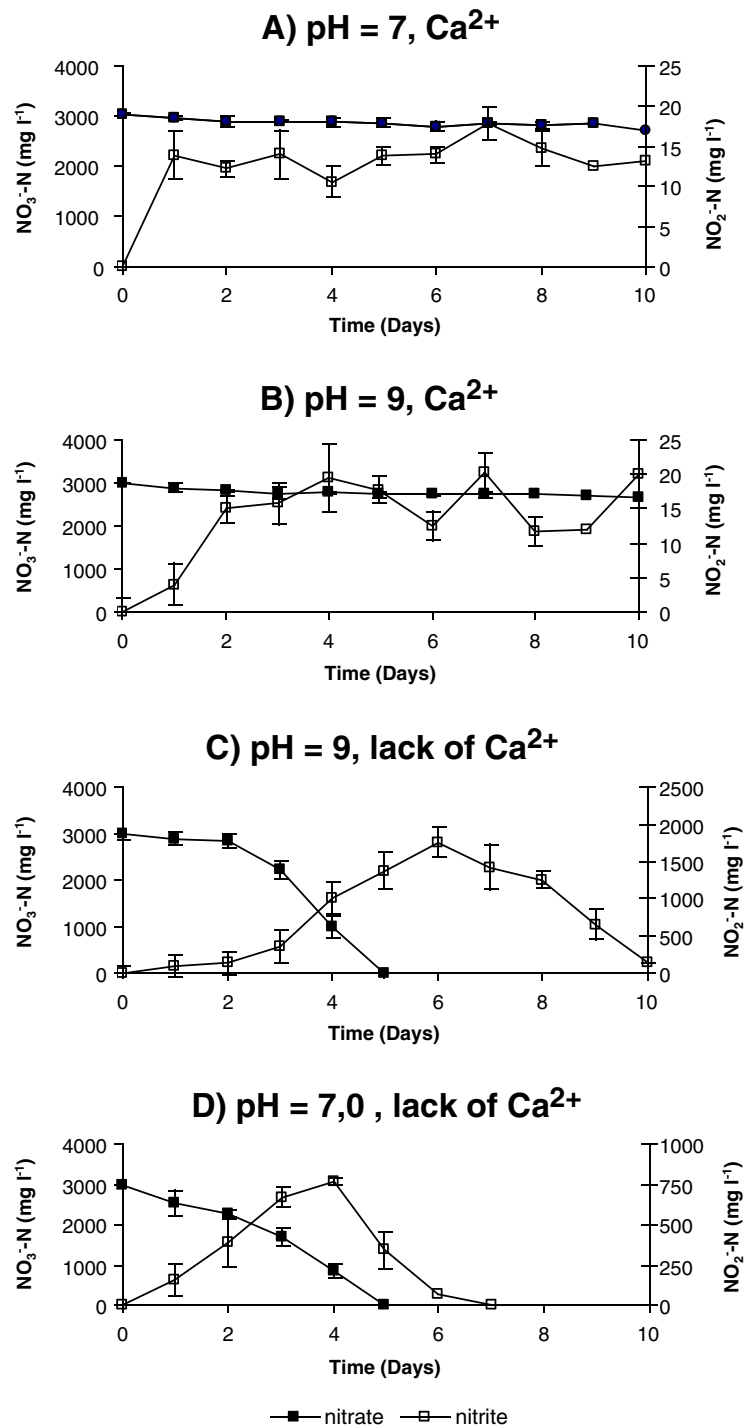 A) pH = 7, Ca2+
NO3--N (mg l-1)
4000
3000
2000
1000
0
25
20
15
10
5
0
NO2--N (mg l-1)
0 2 4 6 8 10
Time (Days)
B) pH = 9, Ca2+
NO3--N (mg l-1)
4000
3000
2000
1000
0
25
20
15
10
5
0
NO2--N (mg l-1)
0 2 4 6 8 10
Time (Days)
C) pH = 9, lack of Ca2+
NO3--N (mg l-1)
4000
3000
2000
1000
0
2500
2000
1500
1000
500
0
NO2--N (mg l-1)
0 2 4 6 8 10
Time (Days)
D) pH = 7,0 , lack of Ca2+
NO3--N (mg l-1)
4000
3000
2000
1000
0
1000
750
500
250
0
NO2--N (mg l-1)
0 2 4 6 8 10
Time (Days)
nitrate nitrite